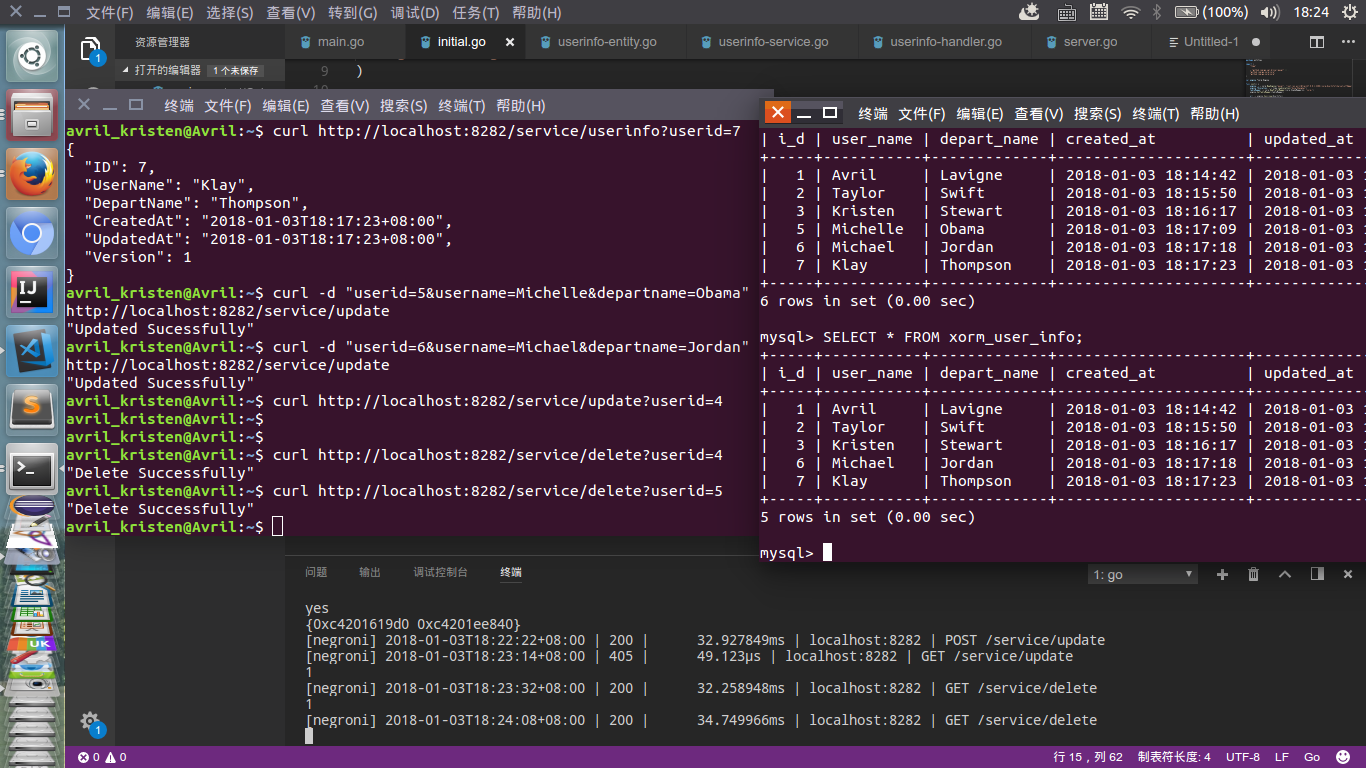 文件(F) 编辑(E) 选择(S) 查看(V) 转到(G) 调试(D) 任务(T) 帮助(H) (100%) 18:24
资源管理器
打开的编辑器 1 个未保存
main.go initial.go × userinfo-entity.go userinfo-service.go userinfo-handler.go server.go Untitled-1
9 )
终端 文件(F) 编辑(E) 查看(V) 搜索(S) 终端(T) 帮助(H)
avril_kristen@Avril:~$ curl http://localhost:8282/service/userinfo?userid=7
{
"ID": 7,
"UserName": "Klay",
"DepartName": "Thompson",
"CreatedAt": "2018-01-03T18:17:23+08:00",
"UpdatedAt": "2018-01-03T18:17:23+08:00",
"Version": 1
}
avril_kristen@Avril:~$ curl -d "userid=5&username=Michelle&departname=Obama"
http://localhost:8282/service/update
"Updated Sucessfully"
avril_kristen@Avril:~$ curl -d "userid=6&username=Michael&departname=Jordan"
http://localhost:8282/service/update
"Updated Sucessfully"
avril_kristen@Avril:~$ curl http://localhost:8282/service/update?userid=4
avril_kristen@Avril:~$
avril_kristen@Avril:~$
avril_kristen@Avril:~$ curl http://localhost:8282/service/delete?userid=4
"Delete Successfully"
avril_kristen@Avril:~$ curl http://localhost:8282/service/delete?userid=5
"Delete Successfully"
avril_kristen@Avril:~$
终端 文件(F) 编辑(E) 查看(V) 搜索(S) 终端(T) 帮助(H)
| i_d | user_name | depart_name | created_at | updated_at
+-----+-----------+-------------+---------------------+------------
| 1 | Avril | Lavigne | 2018-01-03 18:14:42 | 2018-01-03 1
| 2 | Taylor | Swift | 2018-01-03 18:15:50 | 2018-01-03 1
| 3 | Kristen | Stewart | 2018-01-03 18:16:17 | 2018-01-03 1
| 5 | Michelle | Obama | 2018-01-03 18:17:09 | 2018-01-03 1
| 6 | Michael | Jordan | 2018-01-03 18:17:18 | 2018-01-03 1
| 7 | Klay | Thompson | 2018-01-03 18:17:23 | 2018-01-03 1
+-----+-----------+-------------+---------------------+------------
6 rows in set (0.00 sec)
mysql> SELECT * FROM xorm_user_info;
+-----+-----------+-------------+---------------------+------------
| i_d | user_name | depart_name | created_at | updated_at
+-----+-----------+-------------+---------------------+------------
| 1 | Avril | Lavigne | 2018-01-03 18:14:42 | 2018-01-03 1
| 2 | Taylor | Swift | 2018-01-03 18:15:50 | 2018-01-03 1
| 3 | Kristen | Stewart | 2018-01-03 18:16:17 | 2018-01-03 1
| 6 | Michael | Jordan | 2018-01-03 18:17:18 | 2018-01-03 1
| 7 | Klay | Thompson | 2018-01-03 18:17:23 | 2018-01-03 1
+-----+-----------+-------------+---------------------+------------
5 rows in set (0.00 sec)
mysql>
问题 输出 调试控制台 终端 1: go
yes
{0xc4201619d0 0xc4201ee840}
[negroni] 2018-01-03T18:22:22+08:00 | 200 | 32.927849ms | localhost:8282 | POST /service/update
[negroni] 2018-01-03T18:23:14+08:00 | 405 | 49.123µs | localhost:8282 | GET /service/update
1
[negroni] 2018-01-03T18:23:32+08:00 | 200 | 32.258948ms | localhost:8282 | GET /service/delete
1
[negroni] 2018-01-03T18:24:08+08:00 | 200 | 34.749966ms | localhost:8282 | GET /service/delete
0 0 行 15，列 62 制表符长度: 4 UTF-8 LF Go
IJ
S
UK
1
1